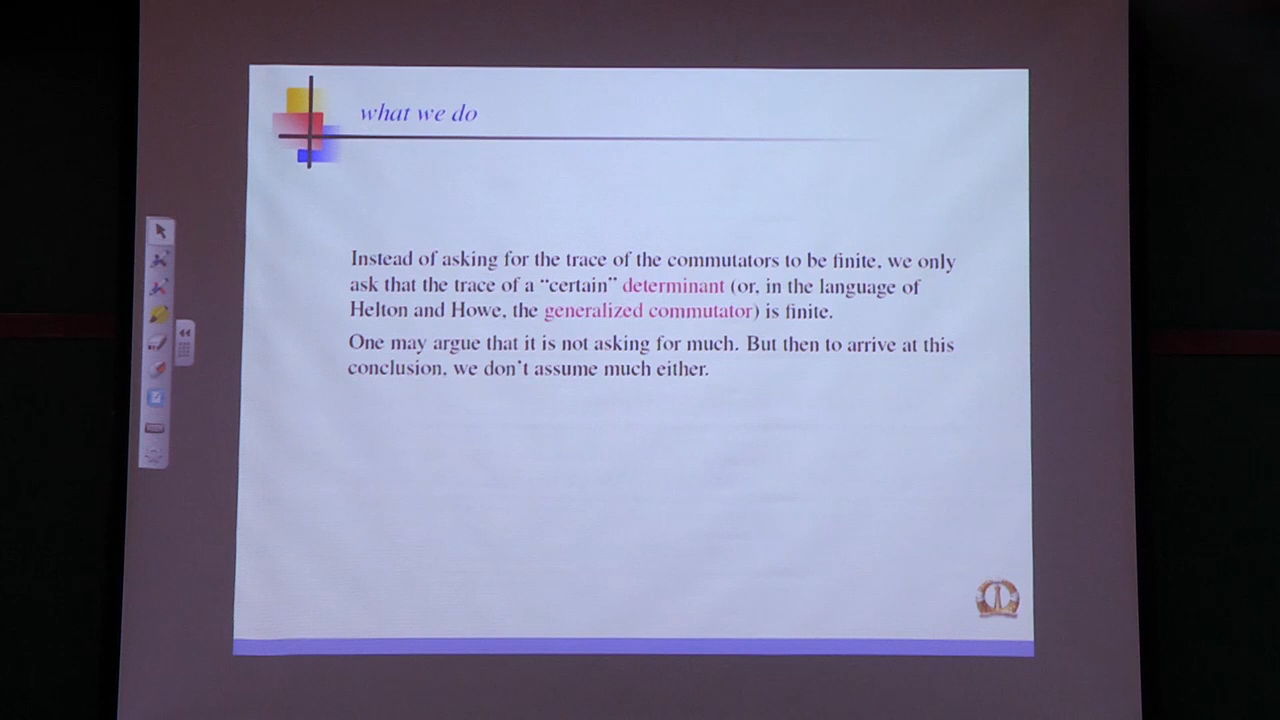 what we do
Instead of asking for the trace of the commutators to be finite, we only
ask that the trace of a “certain” determinant (or, in the language of
Helton and Howe, the generalized commutator) is finite.
One may argue that it is not asking for much. But then to arrive at this
conclusion, we don’t assume much either.